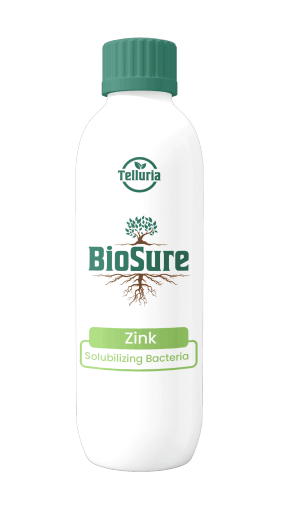 Telluria
BioSure
Zink
Solubilizing Bacteria